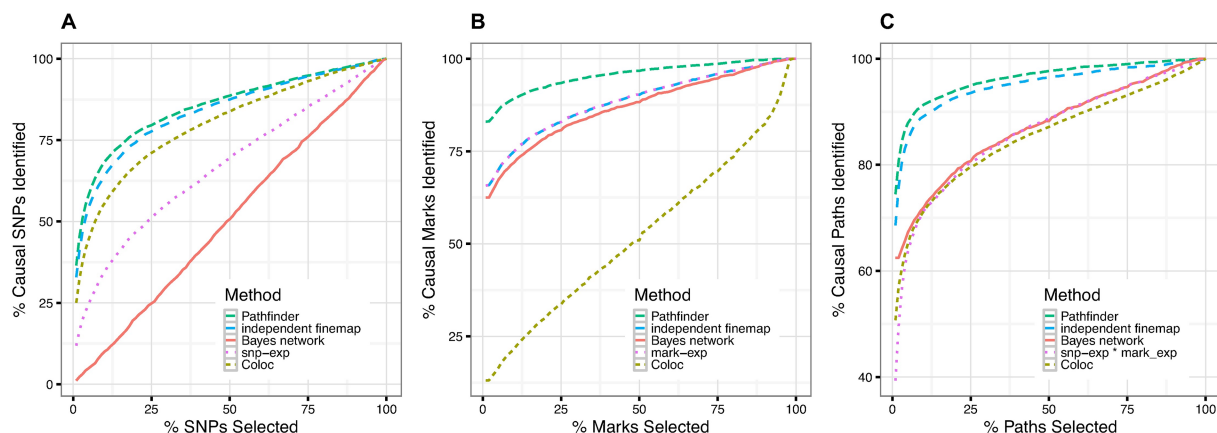 A
% Causal SNPs Identified
100
75
50
25
0
Method
Pathfinder
independent finemap
Bayes network
snp-exp
Coloc
0 25 50 75 100
% SNPs Selected
B
% Causal Marks Identified
100
75
50
25
Method
Pathfinder
independent finemap
Bayes network
mark-exp
Coloc
0 25 50 75 100
% Marks Selected
C
% Causal Paths Identified
100
80
60
40
Method
Pathfinder
independent finemap
Bayes network
snp-exp * mark_exp
Coloc
0 25 50 75 100
% Paths Selected